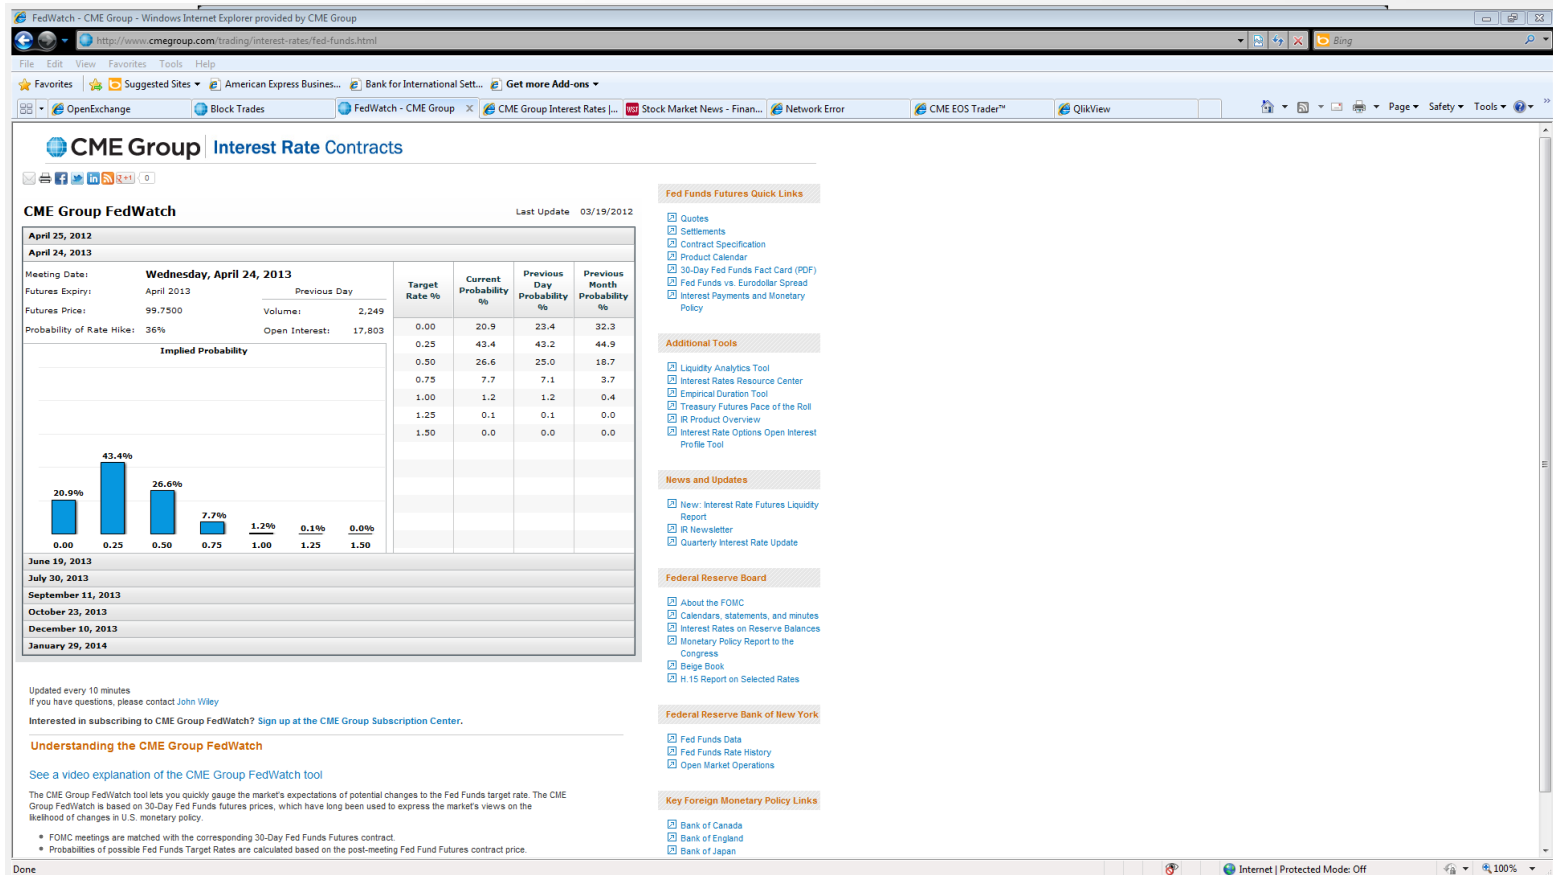 FedWatch - CME Group - Windows Internet Explorer provided by CME Group
http://www.cmegroup.com/trading/interest-rates/fed-funds.html
Bing
File Edit View Favorites Tools Help
Favorites Suggested Sites American Express Busines... Bank for International Sett... Get more Add-ons
OpenExchange Block Trades FedWatch - CME Group X CME Group Interest Rates |... WSJ Stock Market News - Finan... Network Error CME EOS Trader™ QlikView Page Safety Tools
CME Group Interest Rate Contracts
+1 0
CME Group FedWatch Last Update 03/19/2012
April 25, 2012
April 24, 2013
Meeting Date: Wednesday, April 24, 2013
Futures Expiry: April 2013 Previous Day
Futures Price: 99.7500 Volume: 2,249
Probability of Rate Hike: 36% Open Interest: 17,803
Implied Probability
43.4%
26.6%
20.9%
7.7%
1.2% 0.1% 0.0%
0.00 0.25 0.50 0.75 1.00 1.25 1.50
Target Rate % Current Probability % Previous Day Probability % Previous Month Probability %
0.00 20.9 23.4 32.3
0.25 43.4 43.2 44.9
0.50 26.6 25.0 18.7
0.75 7.7 7.1 3.7
1.00 1.2 1.2 0.4
1.25 0.1 0.1 0.0
1.50 0.0 0.0 0.0
June 19, 2013
July 30, 2013
September 11, 2013
October 23, 2013
December 10, 2013
January 29, 2014
Updated every 10 minutes
If you have questions, please contact John Wiley
Interested in subscribing to CME Group FedWatch? Sign up at the CME Group Subscription Center.
Understanding the CME Group FedWatch
See a video explanation of the CME Group FedWatch tool
The CME Group FedWatch tool lets you quickly gauge the market's expectations of potential changes to the Fed Funds target rate. The CME
Group FedWatch is based on 30-Day Fed Funds futures prices, which have long been used to express the market's views on the
likelihood of changes in U.S. monetary policy.
FOMC meetings are matched with the corresponding 30-Day Fed Funds Futures contract.
Probabilities of possible Fed Funds Target Rates are calculated based on the post-meeting Fed Fund Futures contract price.
Fed Funds Futures Quick Links
Quotes
Settlements
Contract Specification
Product Calendar
30-Day Fed Funds Fact Card (PDF)
Fed Funds vs. Eurodollar Spread
Interest Payments and Monetary
Policy
Additional Tools
Liquidity Analytics Tool
Interest Rates Resource Center
Empirical Duration Tool
Treasury Futures Pace of the Roll
IR Product Overview
Interest Rate Options Open Interest
Profile Tool
News and Updates
New: Interest Rate Futures Liquidity
Report
IR Newsletter
Quarterly Interest Rate Update
Federal Reserve Board
About the FOMC
Calendars, statements, and minutes
Interest Rates on Reserve Balances
Monetary Policy Report to the
Congress
Beige Book
H.15 Report on Selected Rates
Federal Reserve Bank of New York
Fed Funds Data
Fed Funds Rate History
Open Market Operations
Key Foreign Monetary Policy Links
Bank of Canada
Bank of England
Bank of Japan
Done Internet | Protected Mode: Off 100%